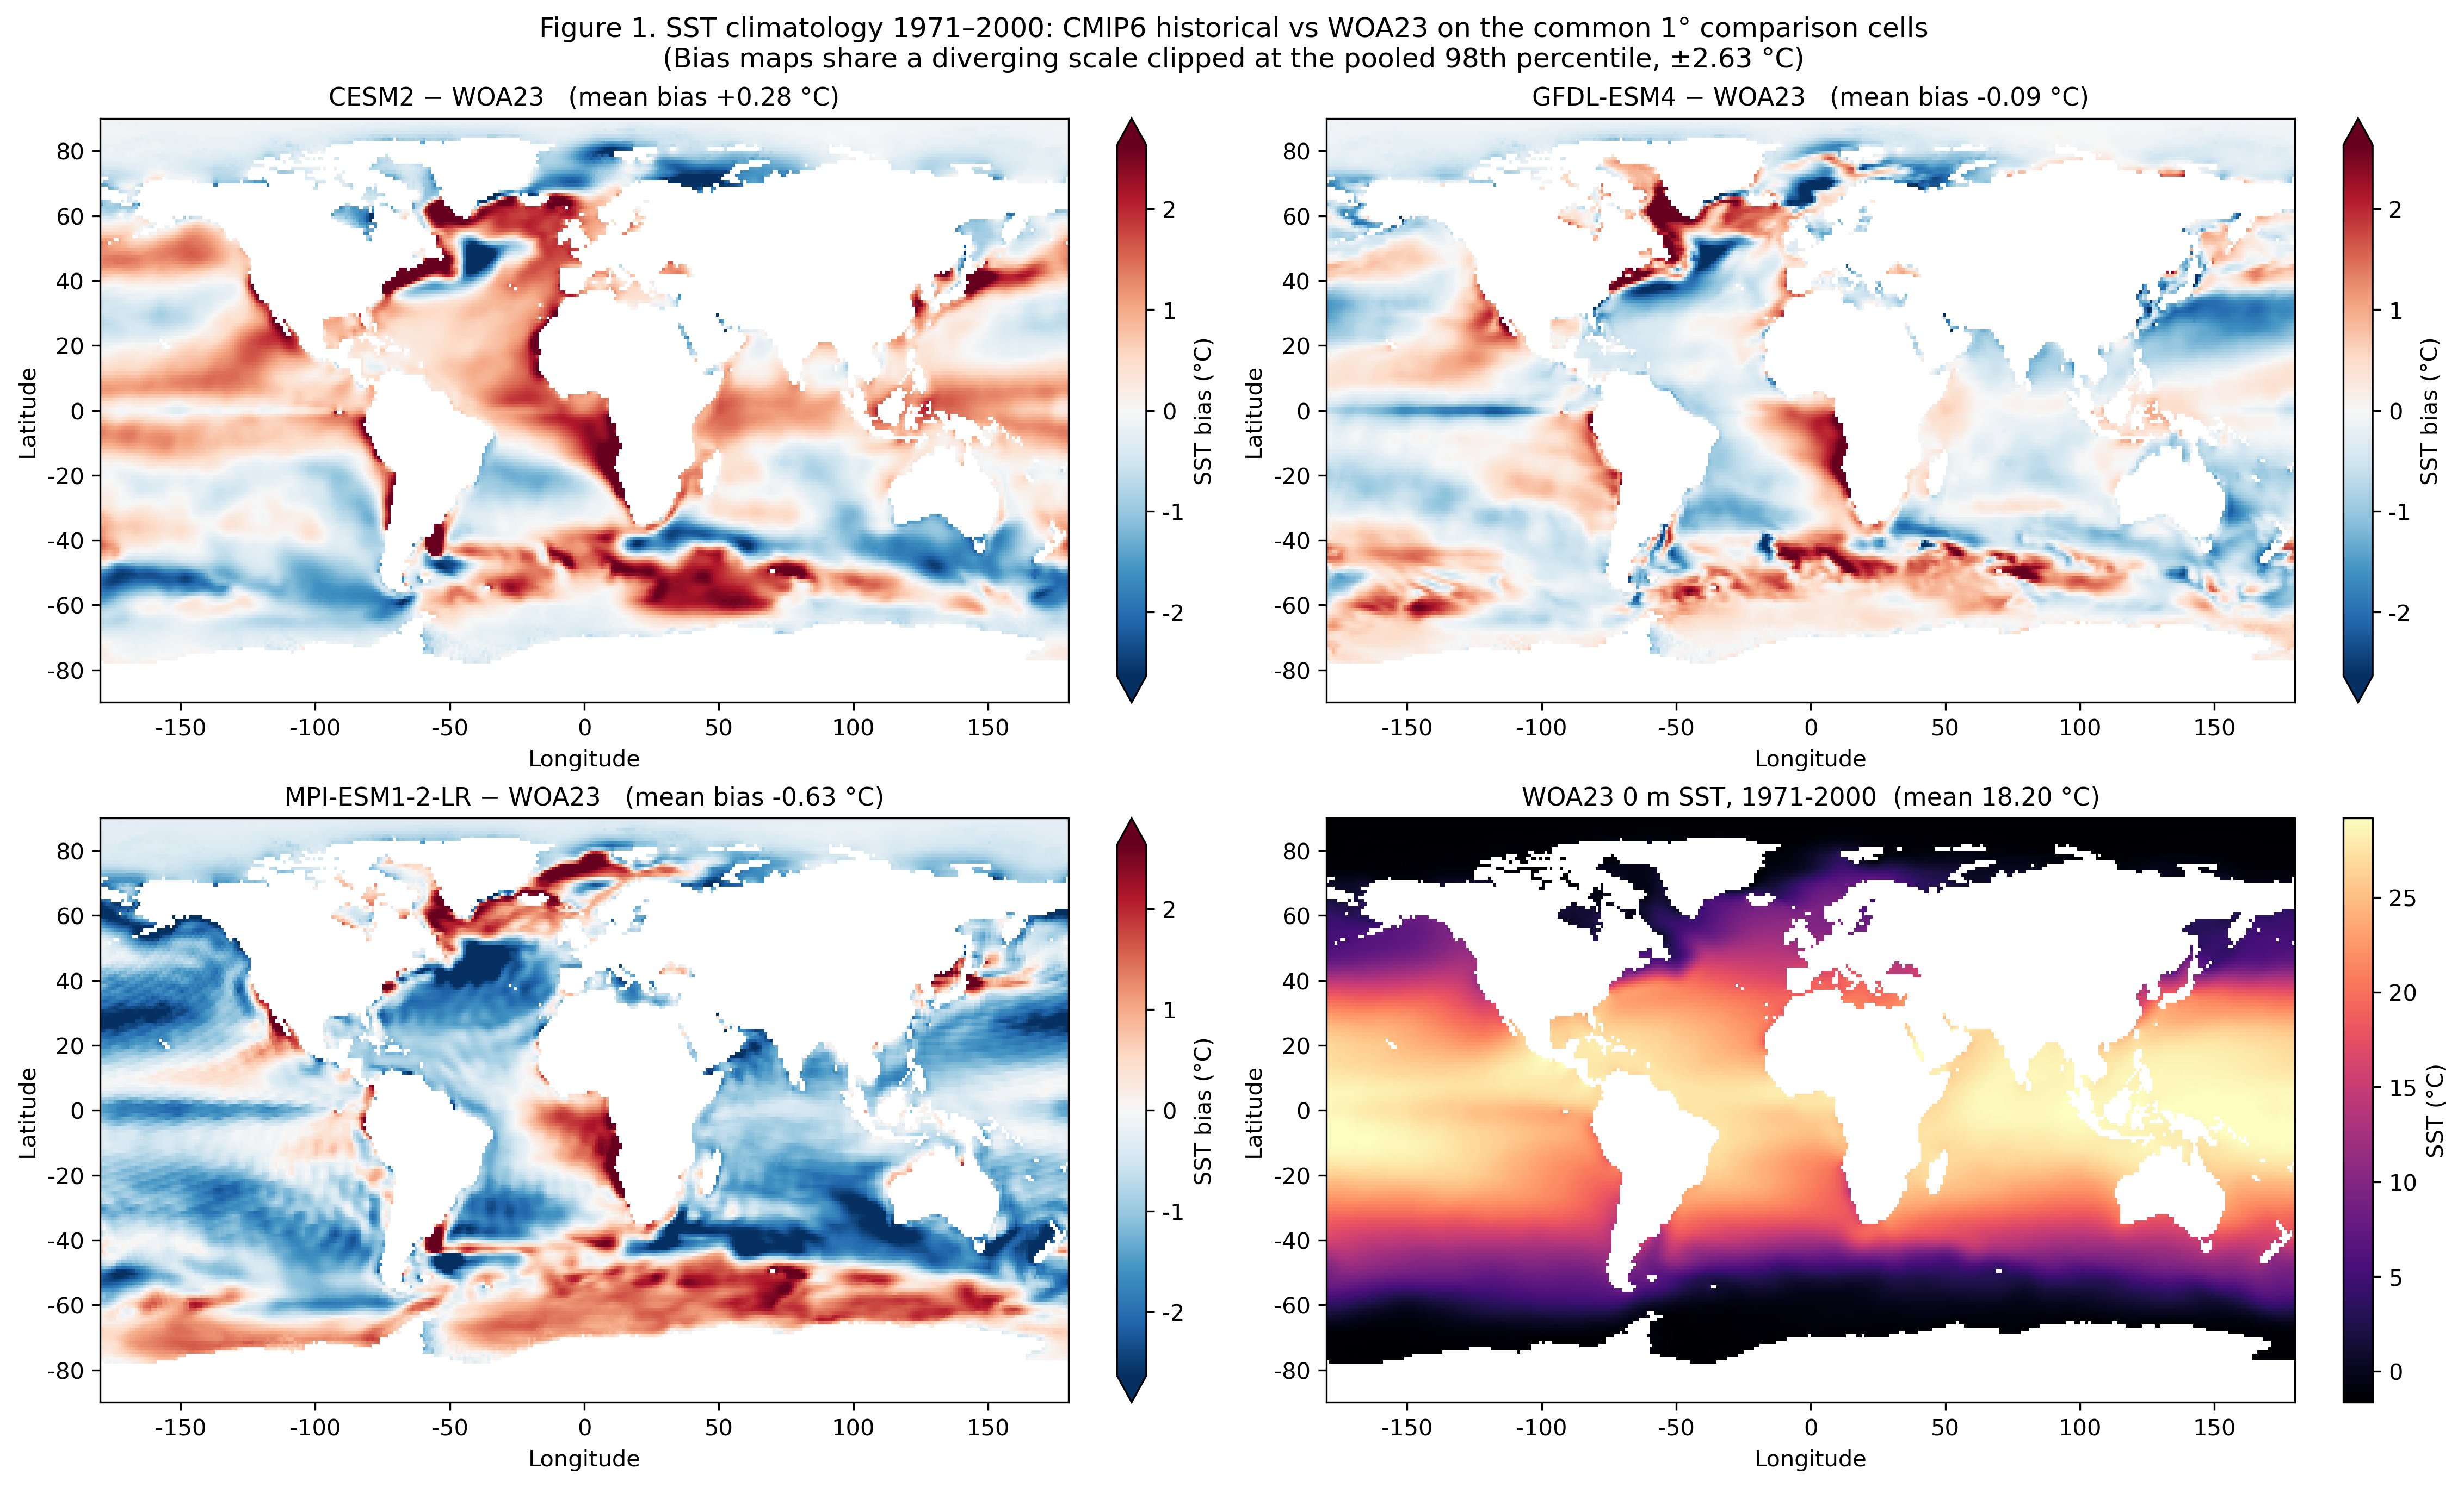 Figure 1. SST climatology 1971–2000: CMIP6 historical vs WOA23 on the common 1° comparison cells
(Bias maps share a diverging scale clipped at the pooled 98th percentile, ±2.63 °C)
CESM2 − WOA23   (mean bias +0.28 °C)
80
60
40
20
0
-20
-40
-60
-80
Latitude
-150 -100 -50 0 50 100 150
Longitude
2
1
0
-1
-2
SST bias (°C)
GFDL-ESM4 − WOA23   (mean bias -0.09 °C)
80
60
40
20
0
-20
-40
-60
-80
Latitude
-150 -100 -50 0 50 100 150
Longitude
2
1
0
-1
-2
SST bias (°C)
MPI-ESM1-2-LR − WOA23   (mean bias -0.63 °C)
80
60
40
20
0
-20
-40
-60
-80
Latitude
-150 -100 -50 0 50 100 150
Longitude
2
1
0
-1
-2
SST bias (°C)
WOA23 0 m SST, 1971-2000  (mean 18.20 °C)
80
60
40
20
0
-20
-40
-60
-80
Latitude
-150 -100 -50 0 50 100 150
Longitude
25
20
15
10
5
0
SST (°C)